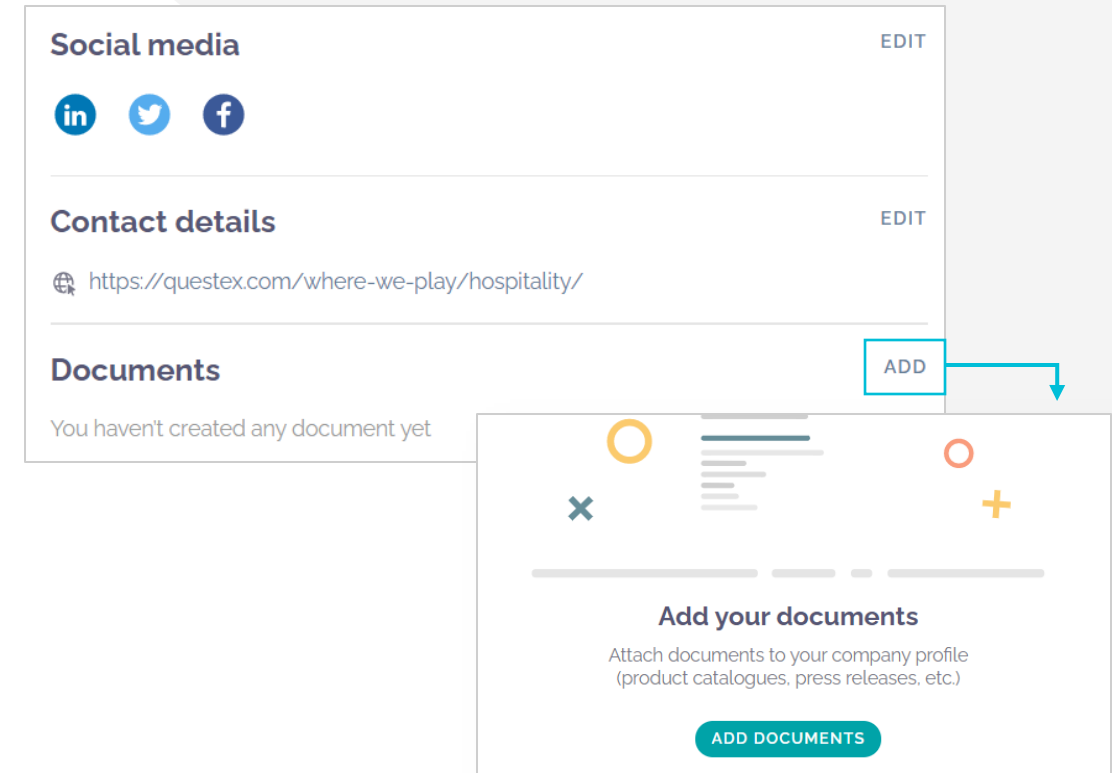 Social media
EDIT
in
f
Contact details
EDIT
https://questex.com/where-we-play/hospitality/
Documents
ADD
You haven't created any document yet
Add your documents
Attach documents to your company profile
(product catalogues, press releases, etc.)
ADD DOCUMENTS